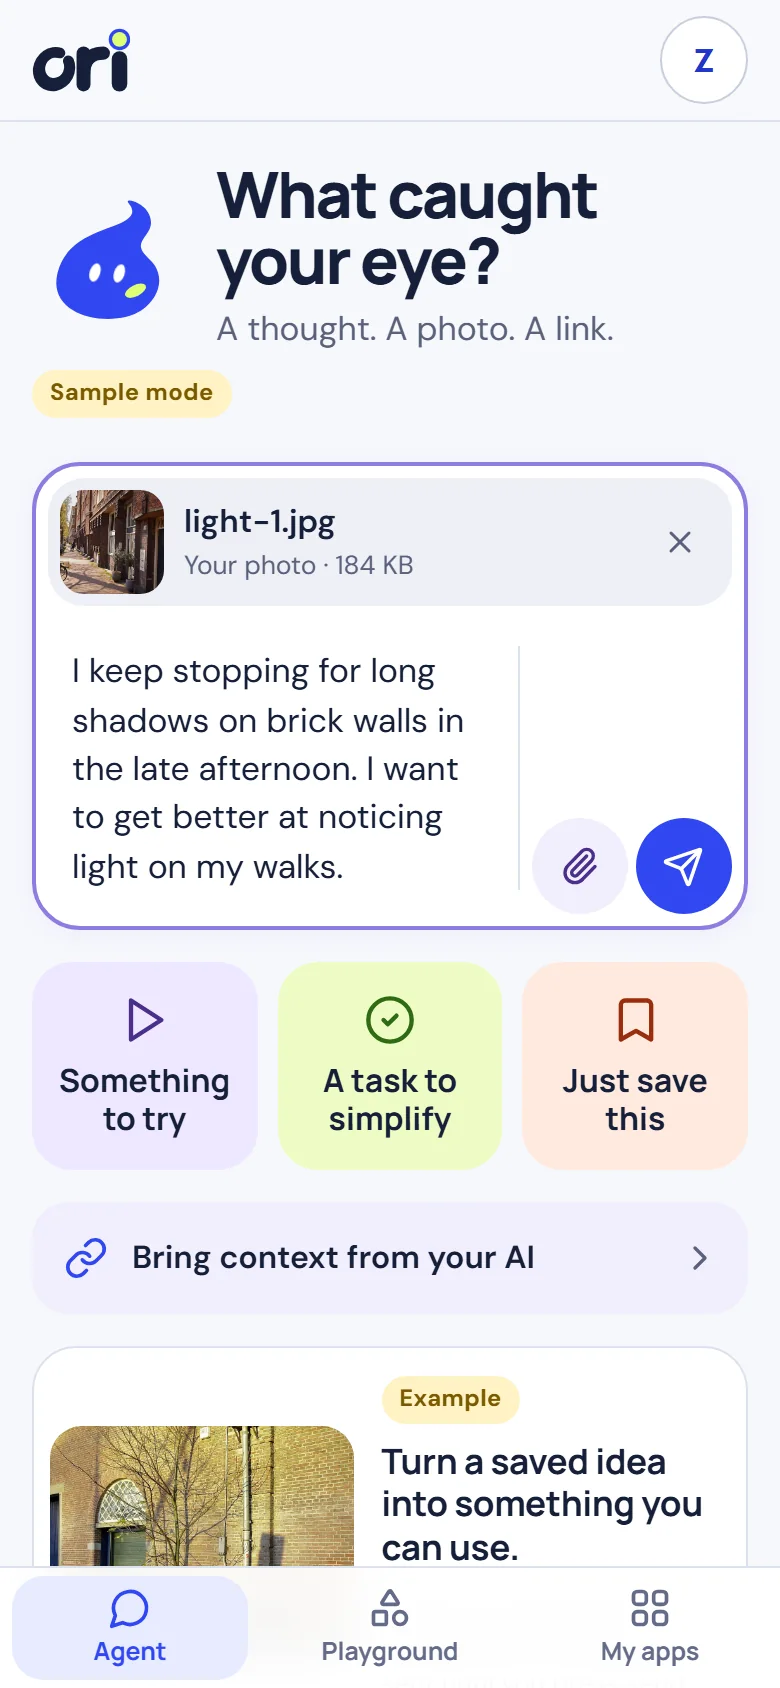 ori
Z
What caught
your eye?
A thought. A photo. A link.
Sample mode
light-1.jpg
Your photo · 184 KB
I keep stopping for long
shadows on brick walls in
the late afternoon. I want
to get better at noticing
light on my walks.
Something
to try
A task to
simplify
Just save
this
Bring context from your AI
Example
Turn a saved idea
into something you
can use.
Agent
Playground
My apps